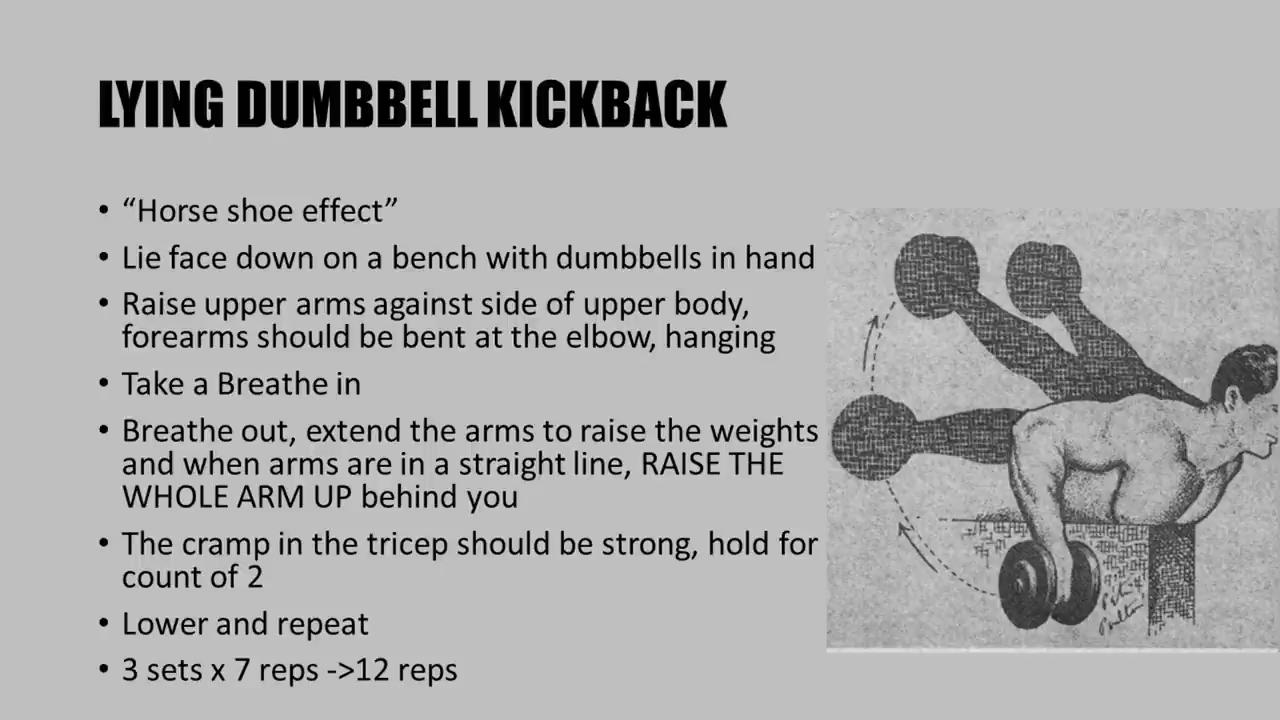 LYING DUMBBELL KICKBACK
• “Horse shoe effect”
• Lie face down on a bench with dumbbells in hand
• Raise upper arms against side of upper body,
forearms should be bent at the elbow, hanging
• Take a Breathe in
• Breathe out, extend the arms to raise the weights
and when arms are in a straight line, RAISE THE
WHOLE ARM UP behind you
• The cramp in the tricep should be strong, hold for
count of 2
• Lower and repeat
• 3 sets x 7 reps ->12 reps